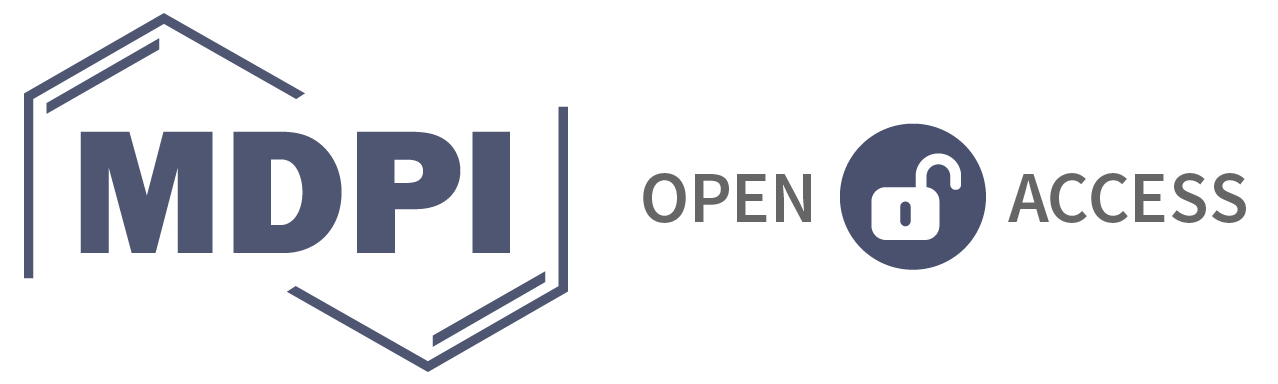 MDPI
OPEN ACCESS